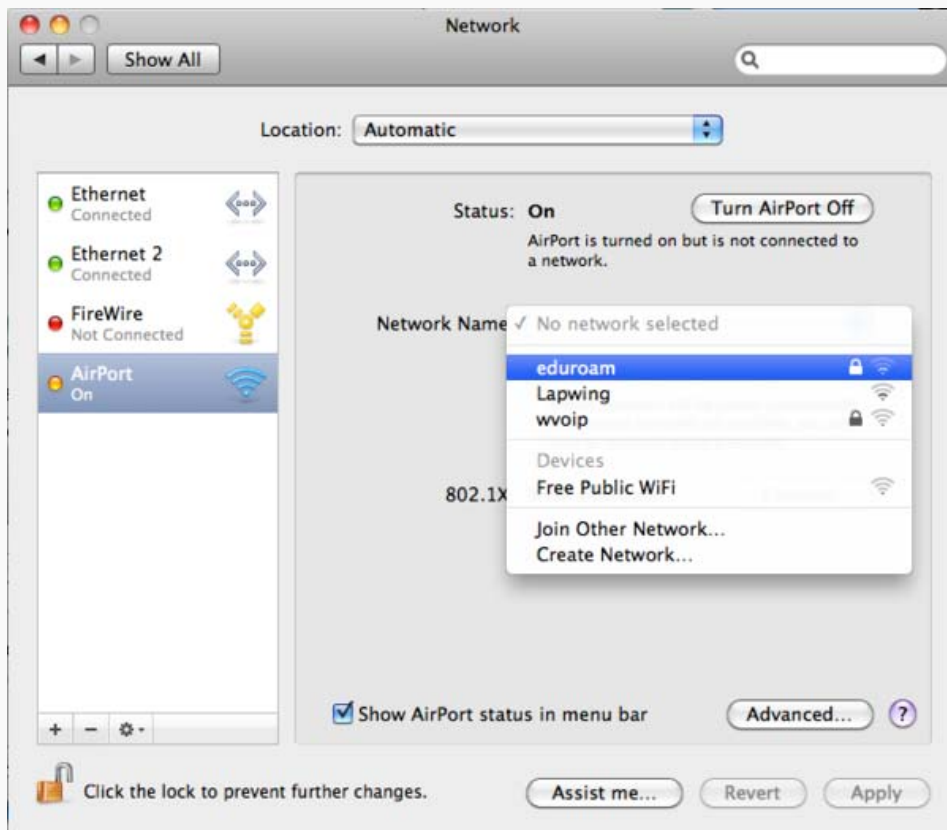 Network
Show All
Location: Automatic
Ethernet
Connected
Ethernet 2
Connected
FireWire
Not Connected
AirPort
On
Status: On
Turn AirPort Off
AirPort is turned on but is not connected to
a network.
Network Name
✓ No network selected
eduroam
Lapwing
wvoip
Devices
Free Public WiFi
Join Other Network...
Create Network...
802.1X
Show AirPort status in menu bar
Advanced...
?
Click the lock to prevent further changes.
Assist me...
Revert
Apply